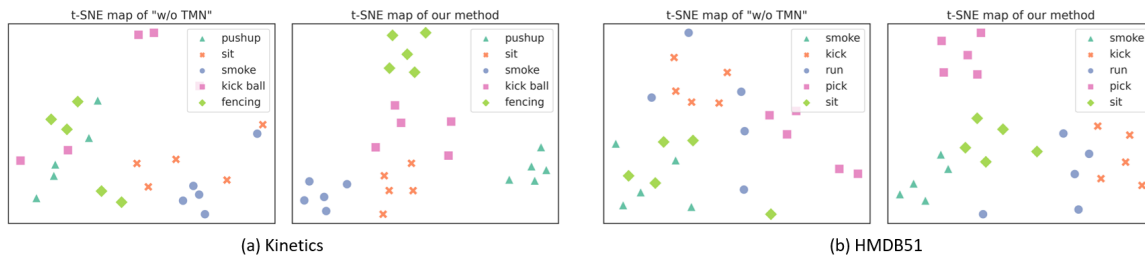 t-SNE map of "w/o TMN"
pushup
sit
smoke
kick ball
fencing
t-SNE map of our method
pushup
sit
smoke
kick ball
fencing
(a) Kinetics
t-SNE map of "w/o TMN"
smoke
kick
run
pick
sit
t-SNE map of our method
smoke
kick
run
pick
sit
(b) HMDB51